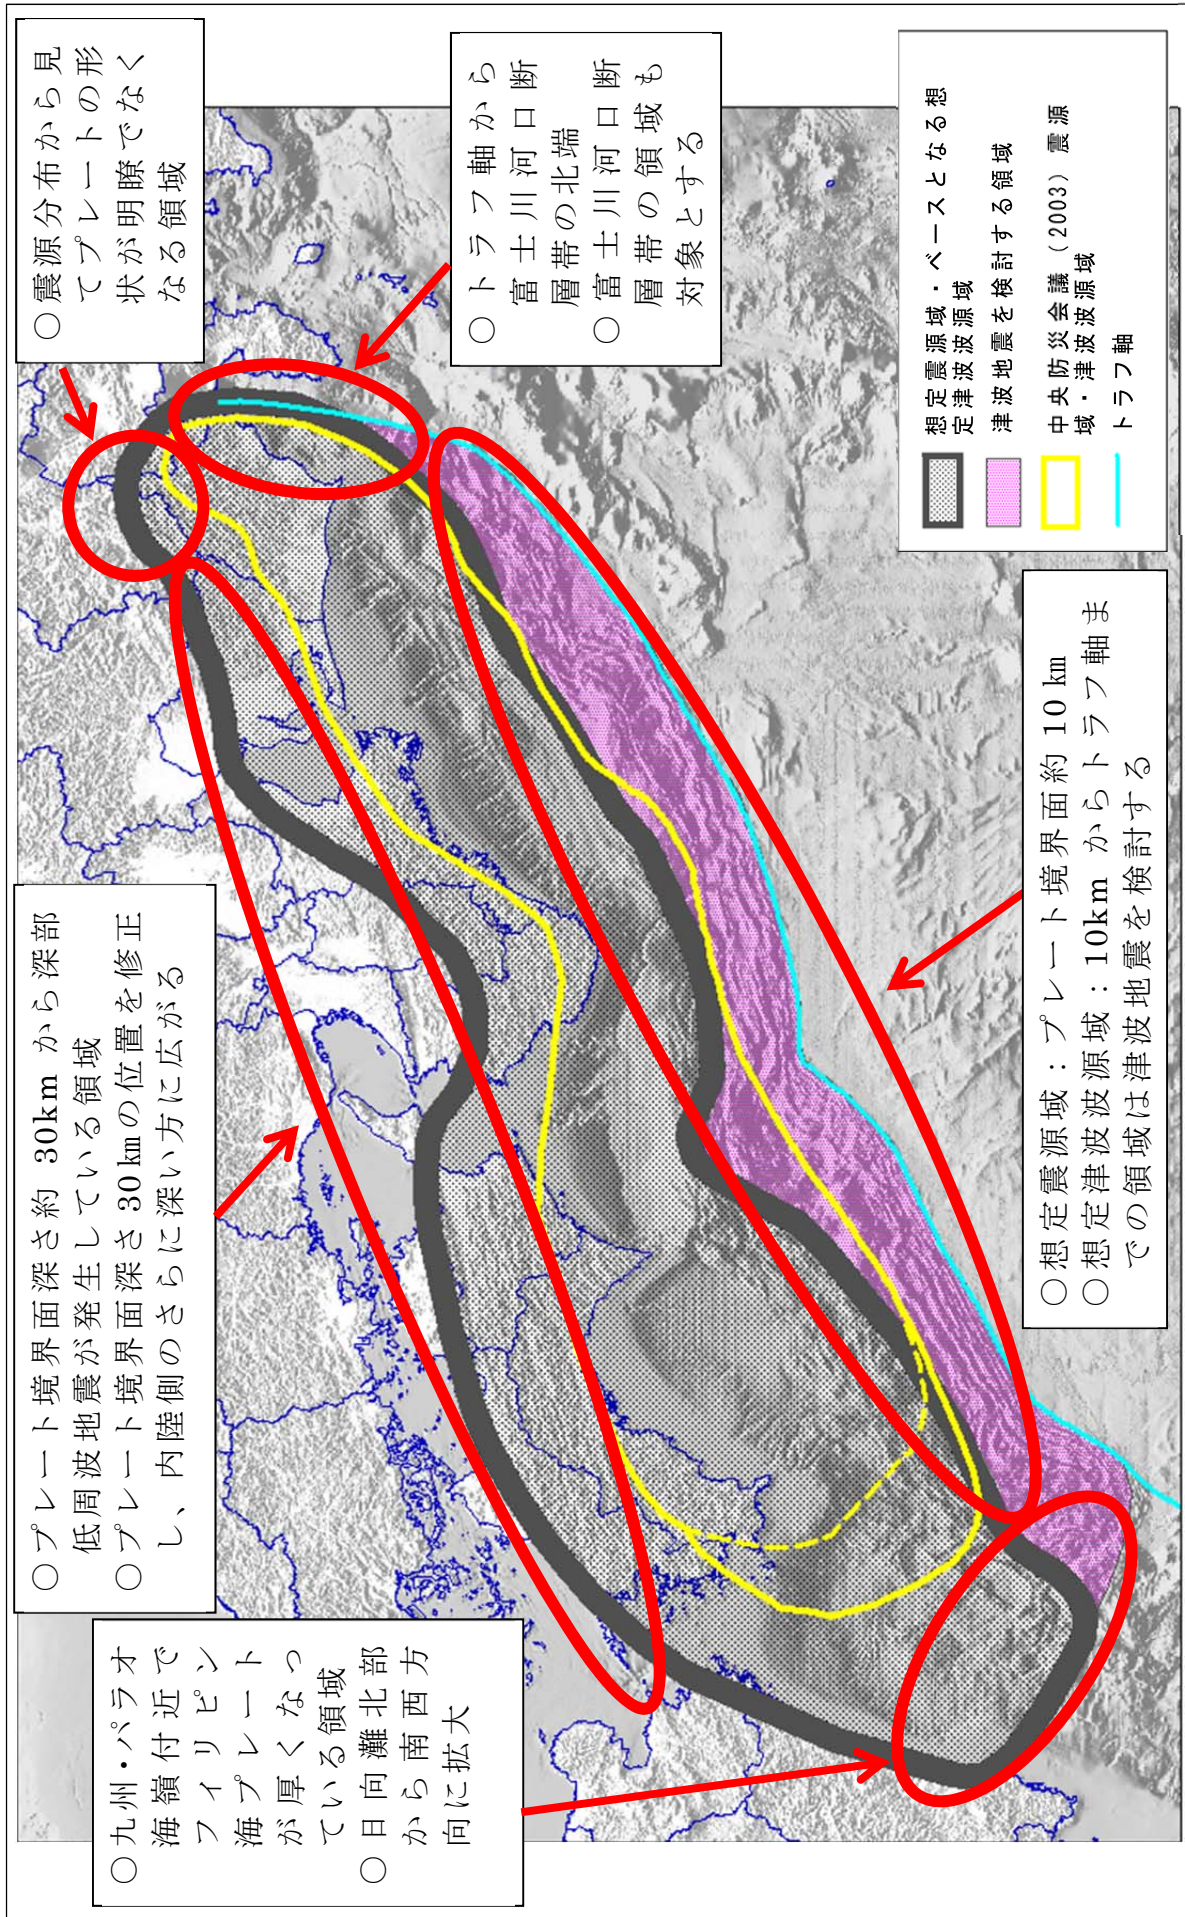 ○九州・パラオ
海嶺付近で
フィリピン
海プレート
が厚くなっ
ている領域
○日向灘北部
から南西方
向に拡大
○プレート境界面深さ約 30km から深部
低周波地震が発生している領域
○プレート境界面深さ 30㎞の位置を修正
し、内陸側のさらに深い方に広がる
○震源分布から見
てプレートの形
状が明瞭でなく
なる領域
○トラフ軸から
富士川河口断
層帯の北端
○富士川河口断
層帯の領域も
対象とする
想定震源域・ベースとなる想
定津波波源域
津波地震を検討する領域
中央防災会議（2003）震源
域・津波波源域
トラフ軸
○想定震源域：プレート境界面約 10 ㎞
○想定津波波源域：10km からトラフ軸ま
での領域は津波地震を検討する